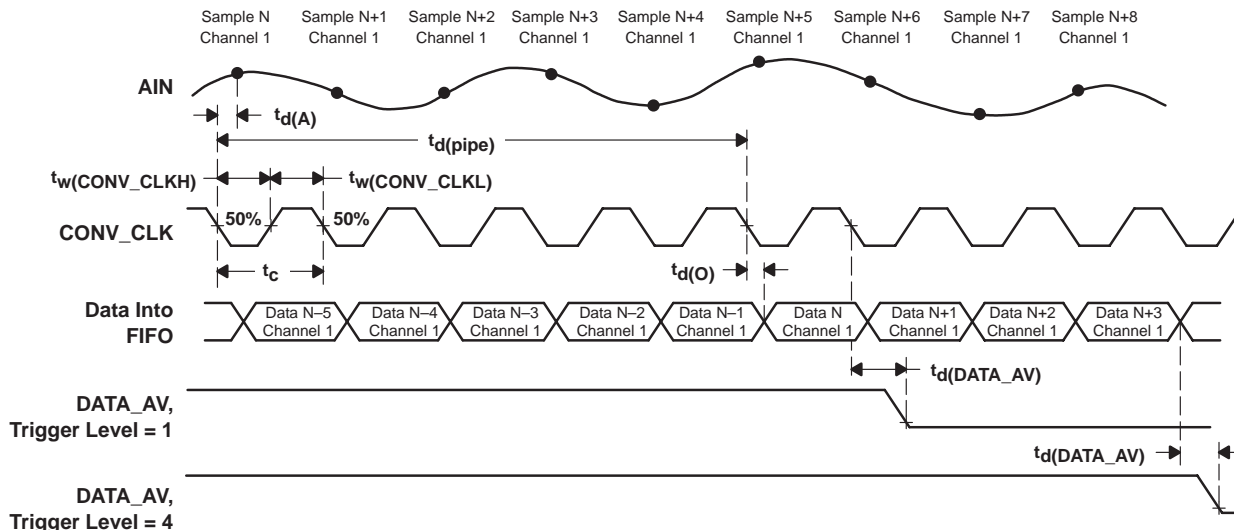 Sample N Sample N+1 Sample N+2 Sample N+3 Sample N+4 Sample N+5 Sample N+6 Sample N+7 Sample N+8
Channel 1 Channel 1 Channel 1 Channel 1 Channel 1 Channel 1 Channel 1 Channel 1 Channel 1
AIN
td(A)
td(pipe)
tw(CONV_CLKH) tw(CONV_CLKL)
50% 50%
CONV_CLK
tc
td(O)
Data Into
FIFO
Data N–5 Data N–4 Data N–3 Data N–2 Data N–1 Data N Data N+1 Data N+2 Data N+3
Channel 1 Channel 1 Channel 1 Channel 1 Channel 1 Channel 1 Channel 1 Channel 1 Channel 1
td(DATA_AV)
DATA_AV,
Trigger Level = 1
td(DATA_AV)
DATA_AV,
Trigger Level = 4